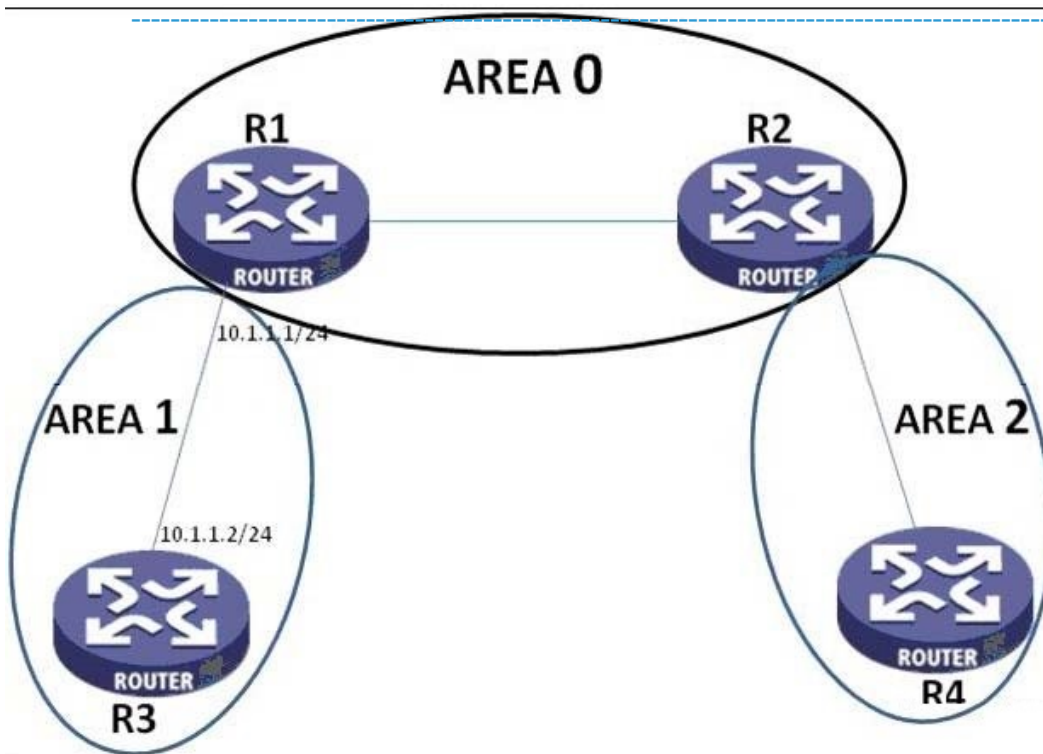 AREA 0
R1
R2
ROUTER
ROUTER
10.1.1.1/24
AREA 1
AREA 2
10.1.1.2/24
ROUTER
ROUTER
R3
R4